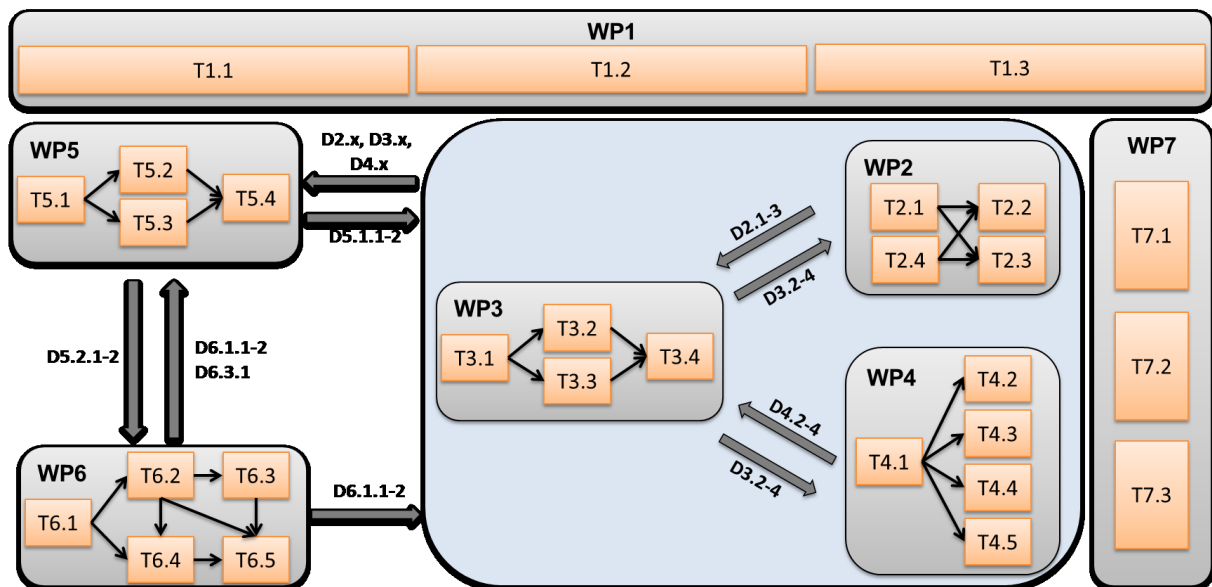 WP1
T1.1
T1.2
T1.3
WP5
T5.1
T5.2
T5.3
T5.4
D2.x, D3.x,
D4.x
D5.1.1-2
D5.2.1-2
D6.1.1-2
D6.3.1
WP6
T6.1
T6.2
T6.3
T6.4
T6.5
D6.1.1-2
WP3
T3.1
T3.2
T3.3
T3.4
D2.1-3
D3.2-4
D4.2-4
D3.2-4
WP2
T2.1
T2.2
T2.4
T2.3
WP4
T4.1
T4.2
T4.3
T4.4
T4.5
WP7
T7.1
T7.2
T7.3